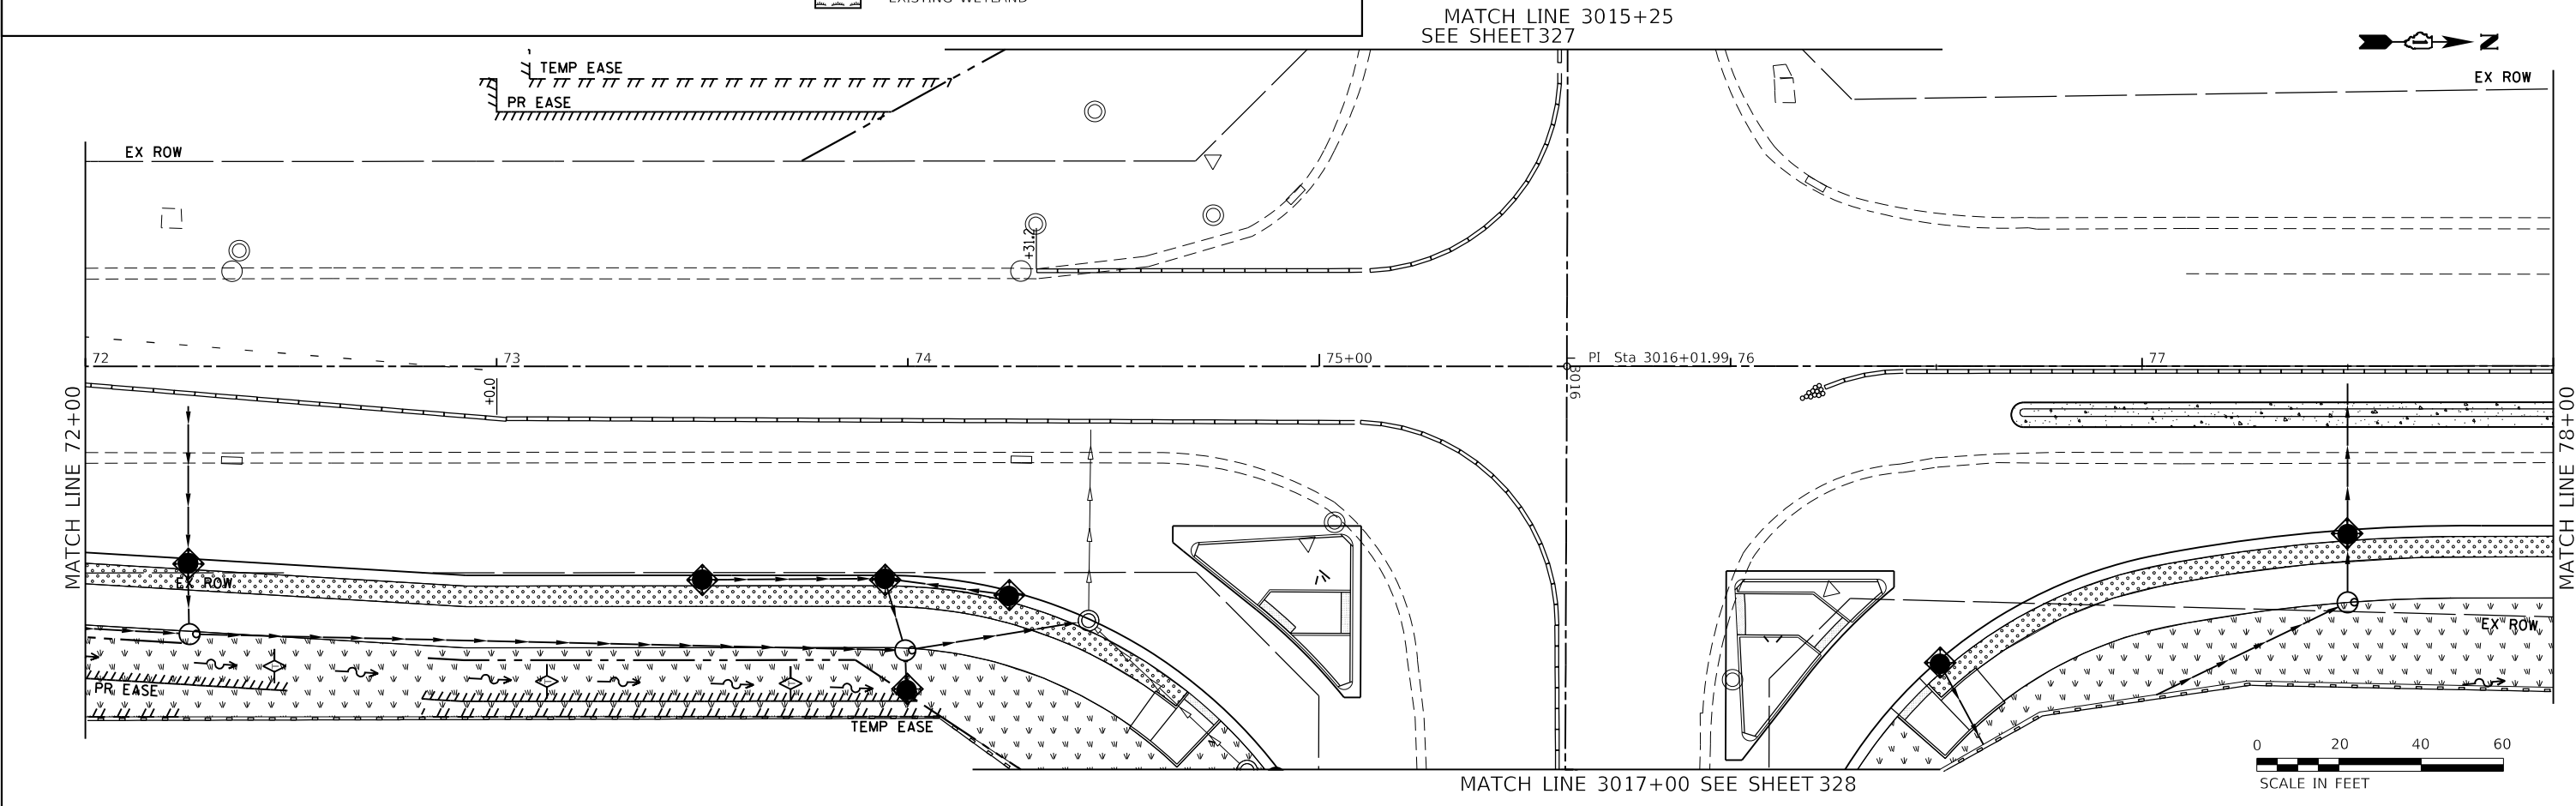 EXISTING WETLAND
MATCH LINE 3015+25
SEE SHEET 327
N
TEMP EASE
PR EASE
EX ROW
EX ROW
+31.2
72
73
74
75+00
PI Sta 3016+01.99
76
77
3016
+0.0
MATCH LINE 72+00
MATCH LINE 78+00
EX ROW
EX ROW
PR EASE
TEMP EASE
0 20 40 60
SCALE IN FEET
MATCH LINE 3017+00 SEE SHEET 328